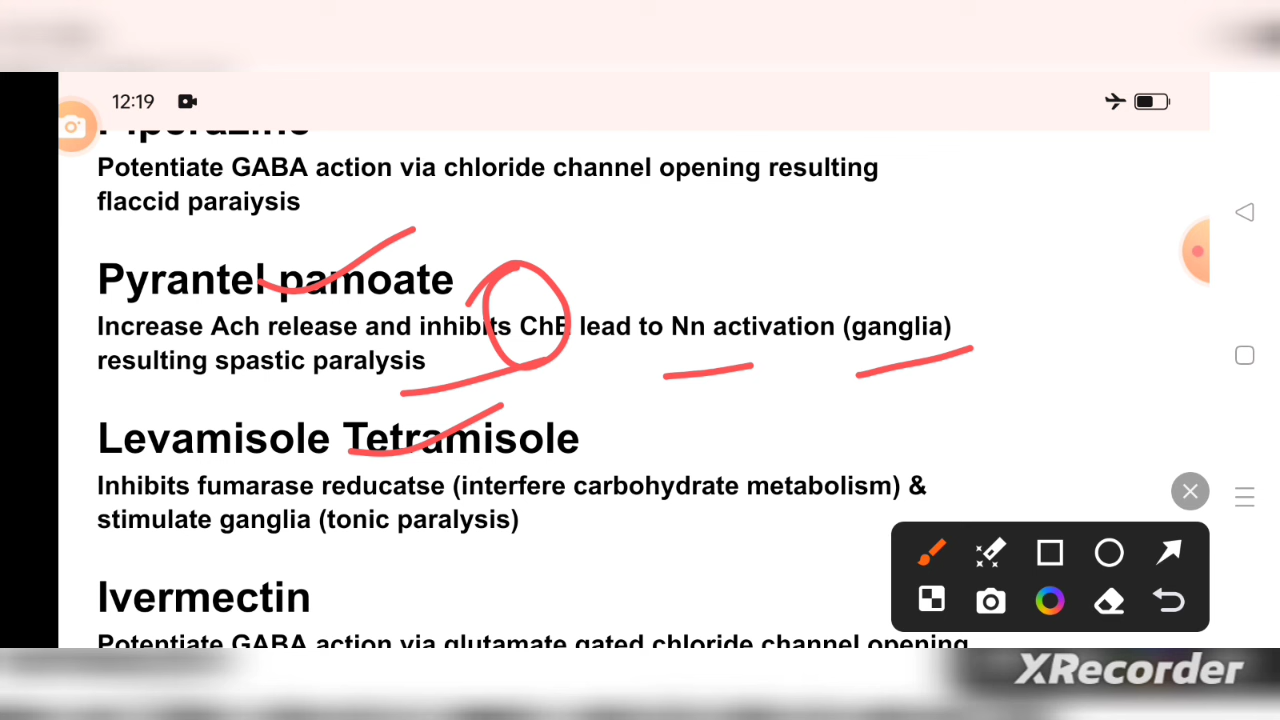 12:19
Piperazine
Potentiate GABA action via chloride channel opening resulting
flaccid paraiysis
Pyrantel pamoate
Increase Ach release and inhibits ChE lead to Nn activation (ganglia)
resulting spastic paralysis
Levamisole Tetramisole
Inhibits fumarase reducatse (interfere carbohydrate metabolism) &
stimulate ganglia (tonic paralysis)
Ivermectin
Potentiate GABA action via glutamate gated chloride channel opening
XRecorder